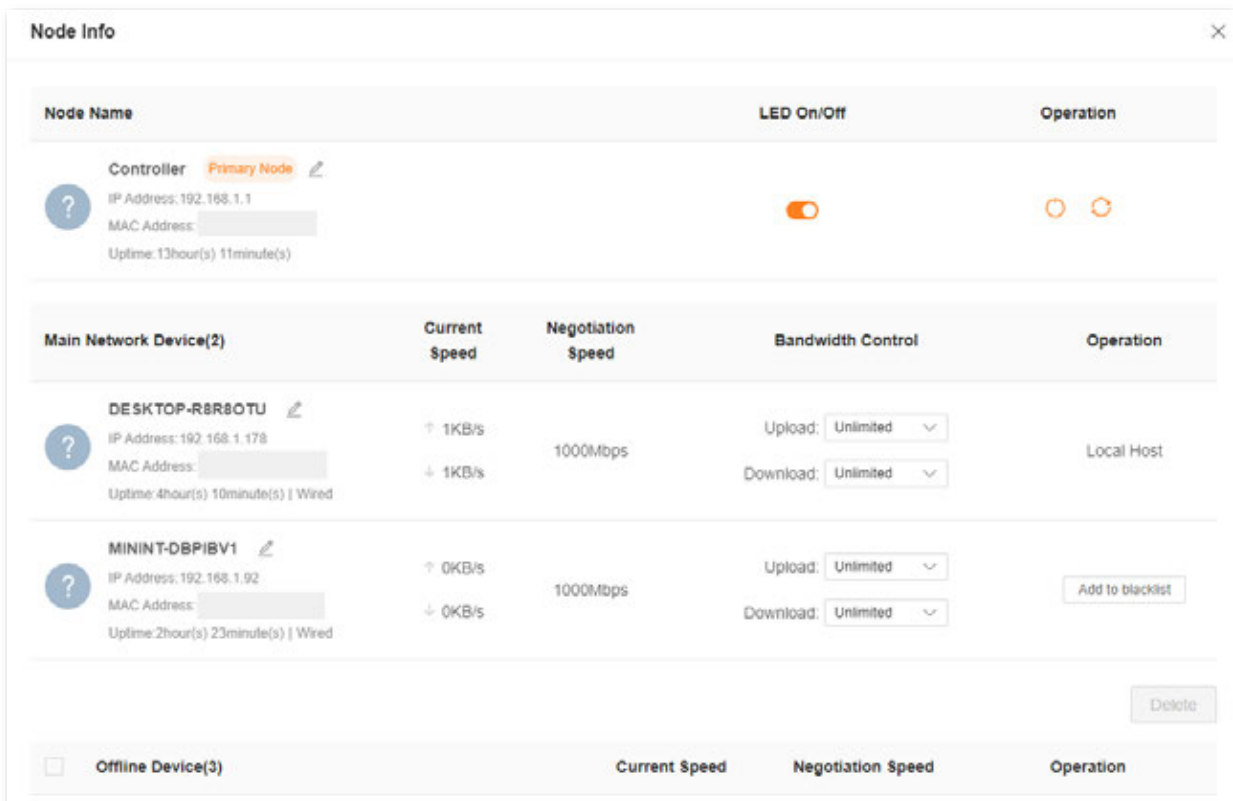 Node Info
Node Name LED On/Off Operation
Controller Primary Node
IP Address:192.168.1.1
MAC Address:
Uptime:13hour(s) 11minute(s)
Main Network Device(2) Current Speed Negotiation Speed Bandwidth Control Operation
DESKTOP-R8R8OTU
IP Address:192.168.1.178
MAC Address:
Uptime:4hour(s) 10minute(s) | Wired
↑ 1KB/s
↓ 1KB/s
1000Mbps
Upload: Unlimited
Download: Unlimited
Local Host
MININT-DBPIBV1
IP Address:192.168.1.92
MAC Address:
Uptime:2hour(s) 23minute(s) | Wired
↑ 0KB/s
↓ 0KB/s
1000Mbps
Upload: Unlimited
Download: Unlimited
Add to blacklist
Delete
Offline Device(3) Current Speed Negotiation Speed Operation